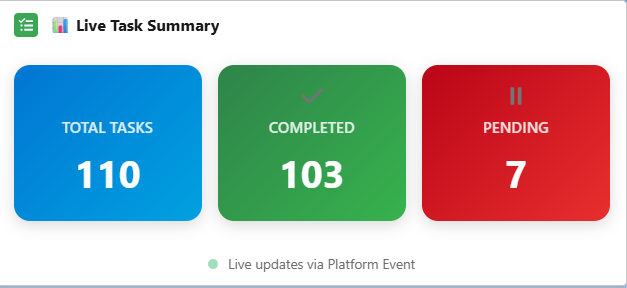 Live Task Summary
TOTAL TASKS
110
COMPLETED
103
PENDING
7
Live updates via Platform Event